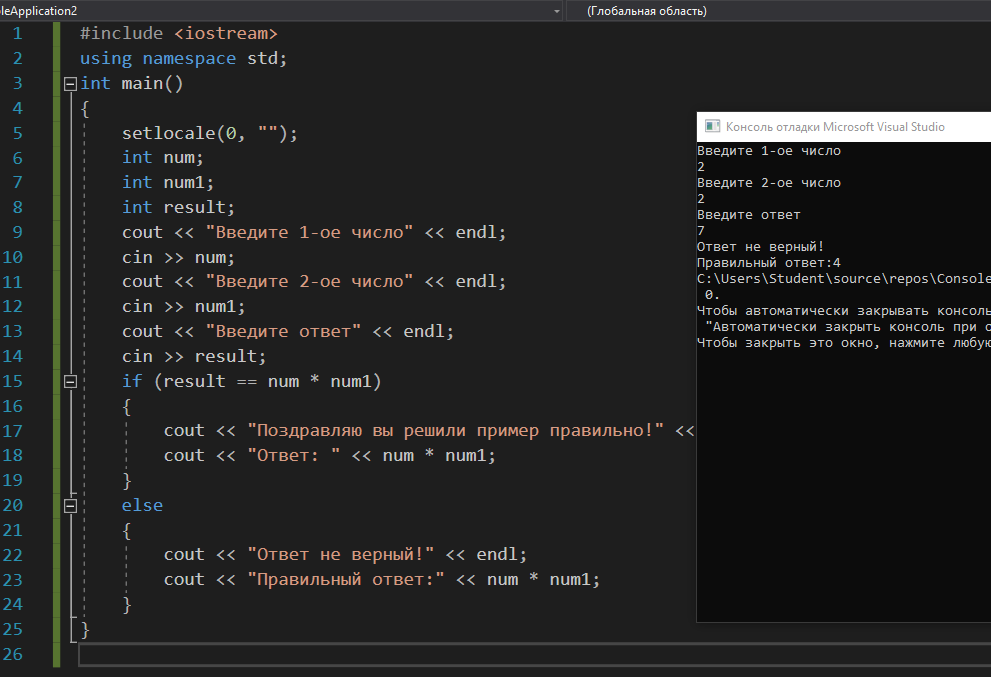 leApplication2
(Глобальная область)
1 #include <iostream>
2 using namespace std;
3 int main()
4 {
5 setlocale(0, "");
6 int num;
7 int num1;
8 int result;
9 cout << "Введите 1-ое число" << endl;
10 cin >> num;
11 cout << "Введите 2-ое число" << endl;
12 cin >> num1;
13 cout << "Введите ответ" << endl;
14 cin >> result;
15 if (result == num * num1)
16 {
17 cout << "Поздравляю вы решили пример правильно!" <<
18 cout << "Ответ: " << num * num1;
19 }
20 else
21 {
22 cout << "Ответ не верный!" << endl;
23 cout << "Правильный ответ:" << num * num1;
24 }
25 }
26
Консоль отладки Microsoft Visual Studio
Введите 1-ое число
2
Введите 2-ое число
2
Введите ответ
7
Ответ не верный!
Правильный ответ:4
C:\Users\Student\source\repos\Console
0.
Чтобы автоматически закрывать консоль
"Автоматически закрыть консоль при о
Чтобы закрыть это окно, нажмите любую